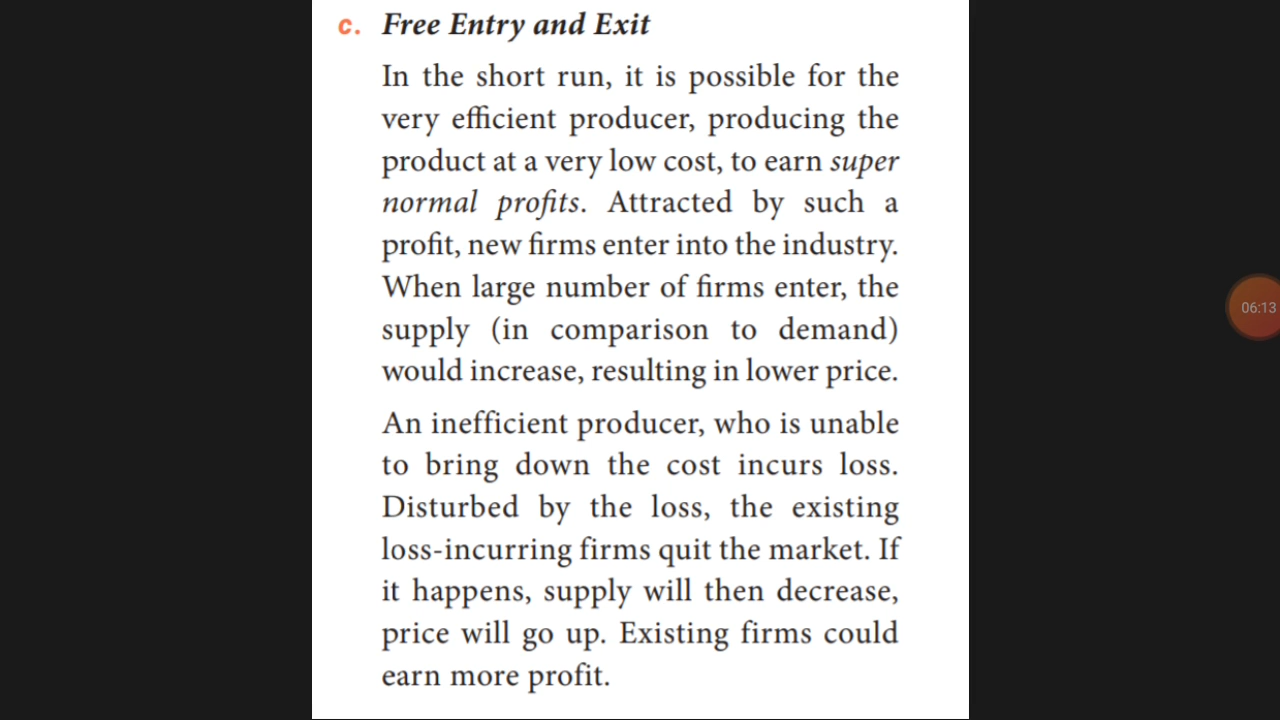 c. Free Entry and Exit
In the short run, it is possible for the
very efficient producer, producing the
product at a very low cost, to earn super
normal profits. Attracted by such a
profit, new firms enter into the industry.
When large number of firms enter, the
supply (in comparison to demand)
would increase, resulting in lower price.
An inefficient producer, who is unable
to bring down the cost incurs loss.
Disturbed by the loss, the existing
loss-incurring firms quit the market. If
it happens, supply will then decrease,
price will go up. Existing firms could
earn more profit.
06:13